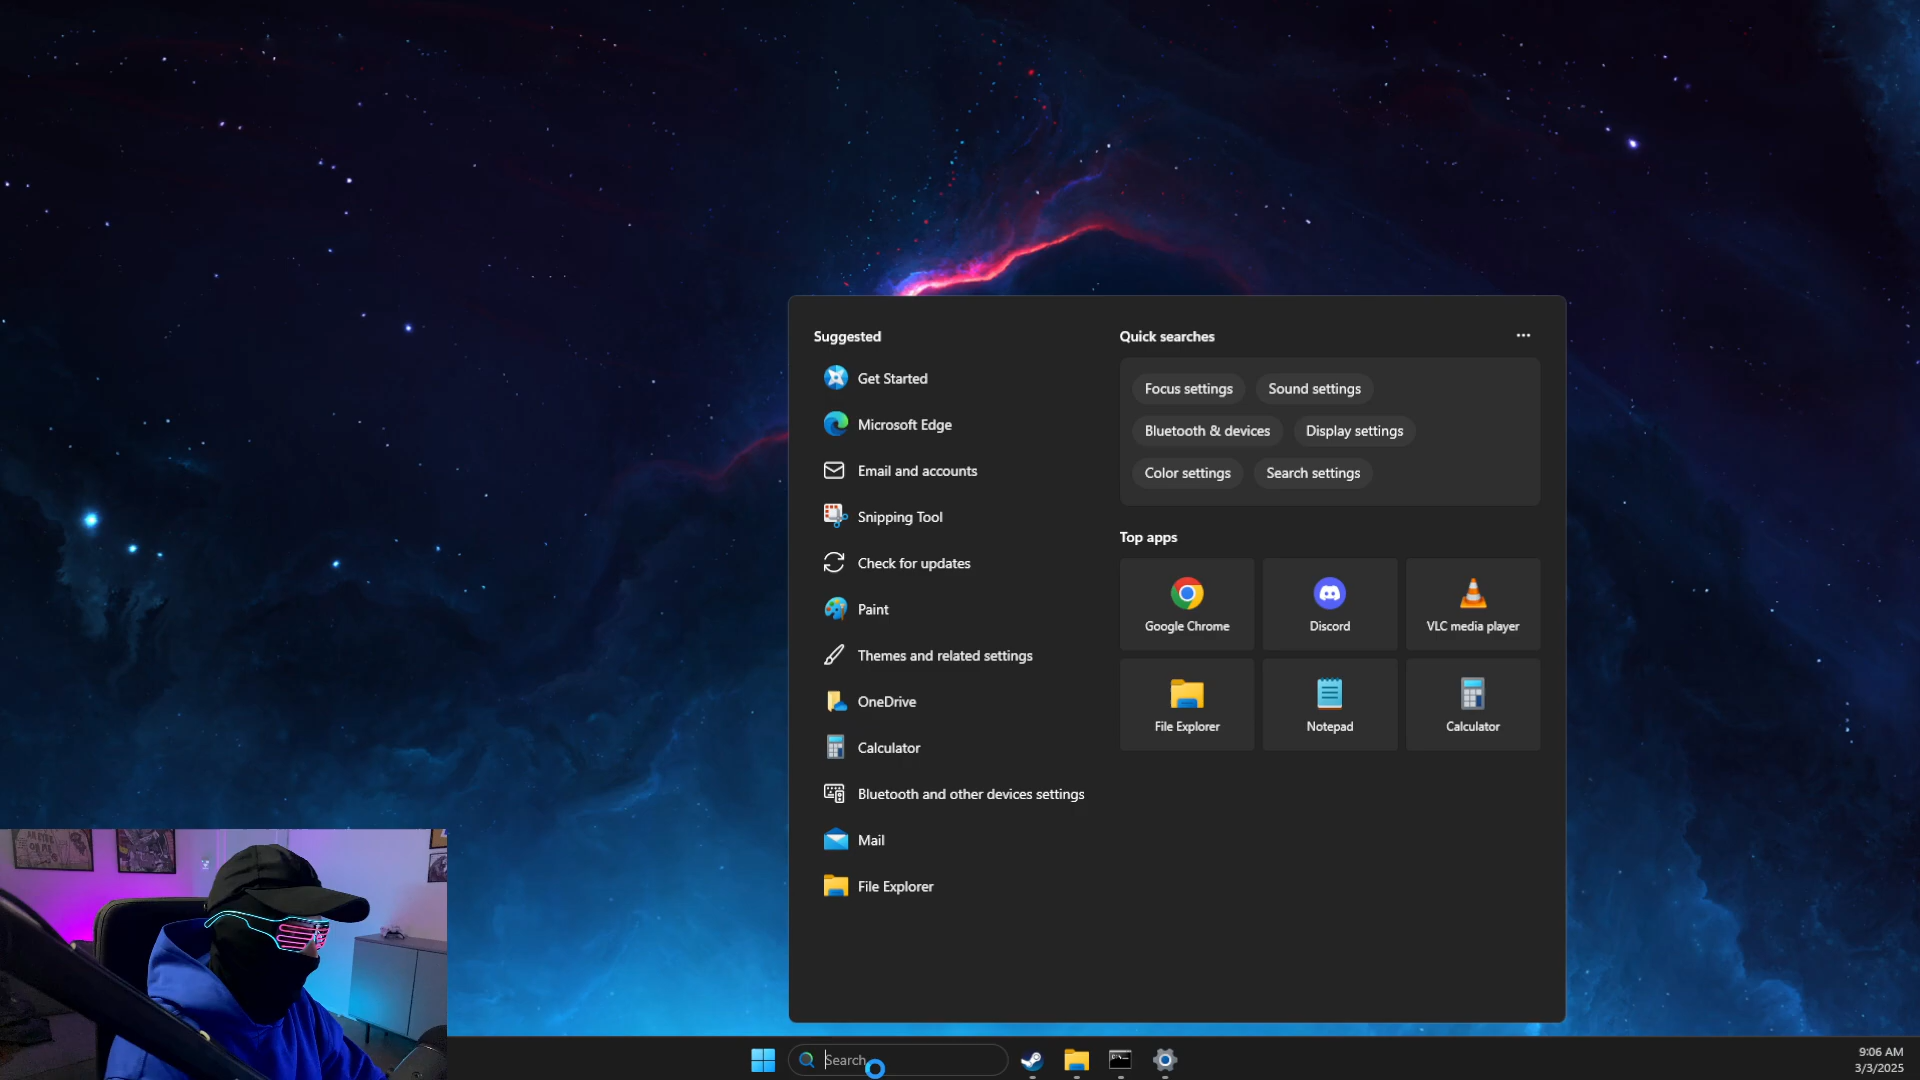 Suggested
Get Started
Microsoft Edge
Email and accounts
Snipping Tool
Check for updates
Paint
Themes and related settings
OneDrive
Calculator
Bluetooth and other devices settings
Mail
File Explorer
Quick searches
Focus settings
Sound settings
Bluetooth & devices
Display settings
Color settings
Search settings
Top apps
Google Chrome
Discord
VLC media player
File Explorer
Notepad
Calculator
Search
9:06 AM
3/3/2025